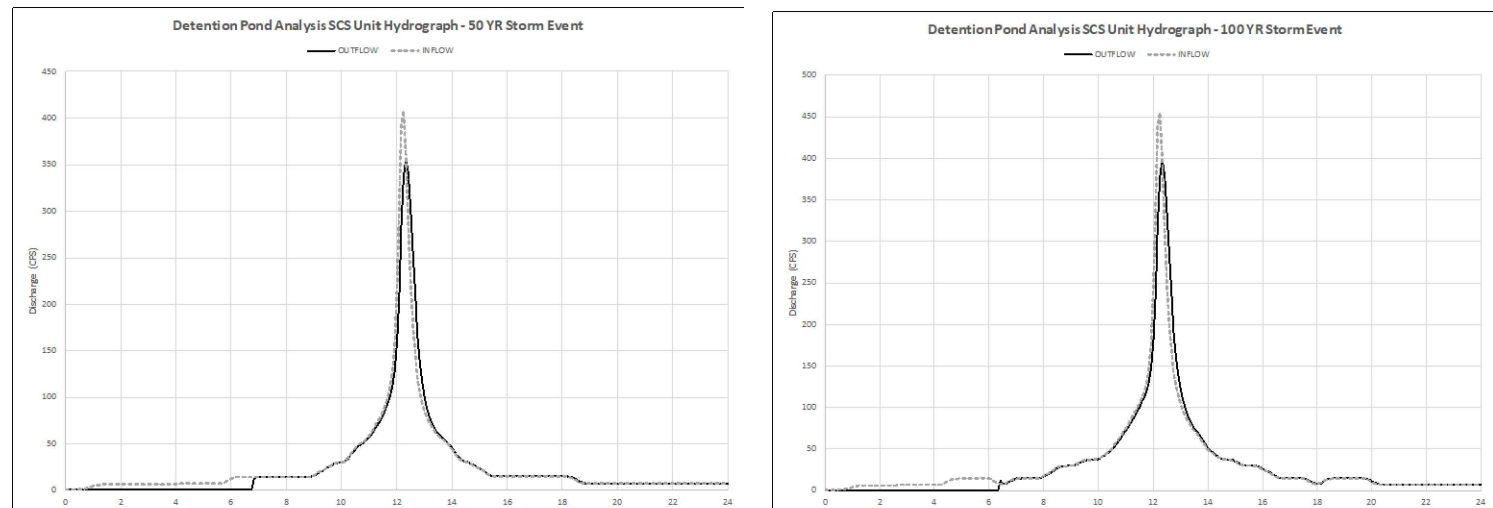 Detention Pond Analysis SCS Unit Hydrograph - 50 YR Storm Event
OUTFLOW INFLOW
450
400
350
300
250
200
150
100
50
0
Discharge (CFS)
0 2 4 6 8 10 12 14 16 18 20 22 24
Detention Pond Analysis SCS Unit Hydrograph - 100 YR Storm Event
OUTFLOW INFLOW
500
450
400
350
300
250
200
150
100
50
0
Discharge (CFS)
0 2 4 6 8 10 12 14 16 18 20 22 24